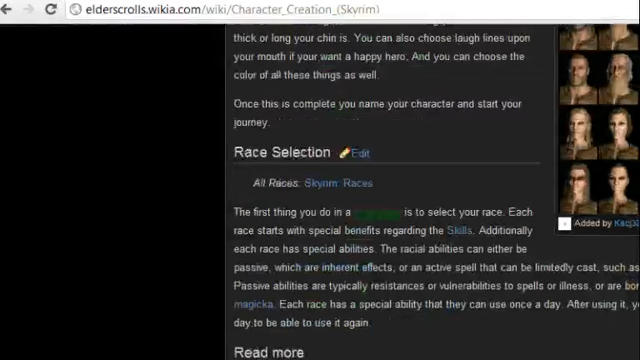 elderscrolls.wikia.com/wiki/Character_Creation_(Skyrim)
thick or long your chin is. You can also choose laugh lines upon
your mouth if your want a happy hero. And you can choose the
color of all these things as well.
Once this is complete you name your character and start your
journey.
Race Selection Edit
All Races: Skyrim: Races
The first thing you do in a is to select your race. Each
race starts with special benefits regarding the Skills. Additionally
each race has special abilities. The racial abilities can either be
passive, which are inherent effects, or an active spell that can be limitedly cast, such as
Passive abilities are typically resistances or vulnerabilities to spells or illness, or are bor
magicka. Each race has a special ability that they can use once a day. After using it, y
day to be able to use it again.
Read more
Added by